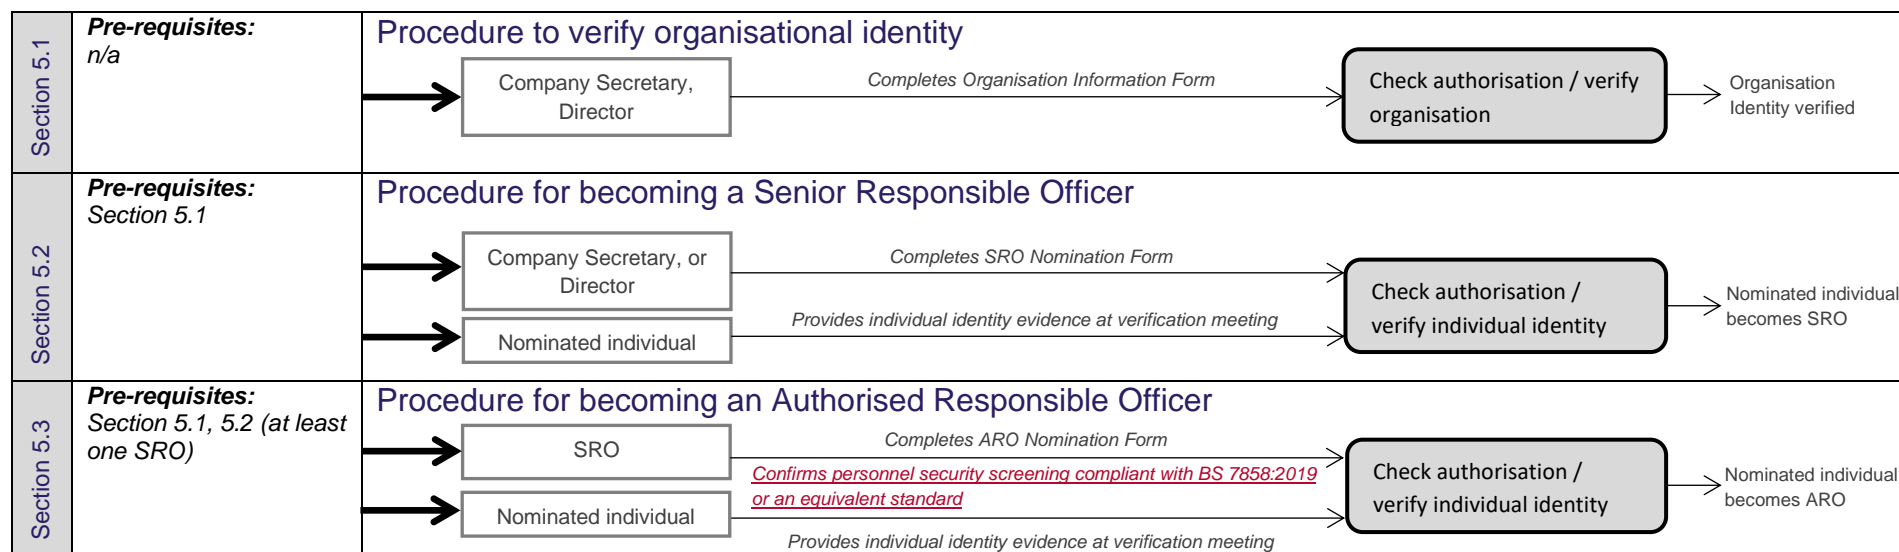 Section 5.1
Pre-requisites:
n/a
Procedure to verify organisational identity
Company Secretary,
Director
Completes Organisation Information Form
Check authorisation / verify
organisation
Organisation
Identity verified
Section 5.2
Pre-requisites:
Section 5.1
Procedure for becoming a Senior Responsible Officer
Company Secretary, or
Director
Completes SRO Nomination Form
Nominated individual
Provides individual identity evidence at verification meeting
Check authorisation /
verify individual identity
Nominated individual
becomes SRO
Section 5.3
Pre-requisites:
Section 5.1, 5.2 (at least
one SRO)
Procedure for becoming an Authorised Responsible Officer
SRO
Completes ARO Nomination Form
Confirms personnel security screening compliant with BS 7858:2019
or an equivalent standard
Nominated individual
Provides individual identity evidence at verification meeting
Check authorisation /
verify individual identity
Nominated individual
becomes ARO